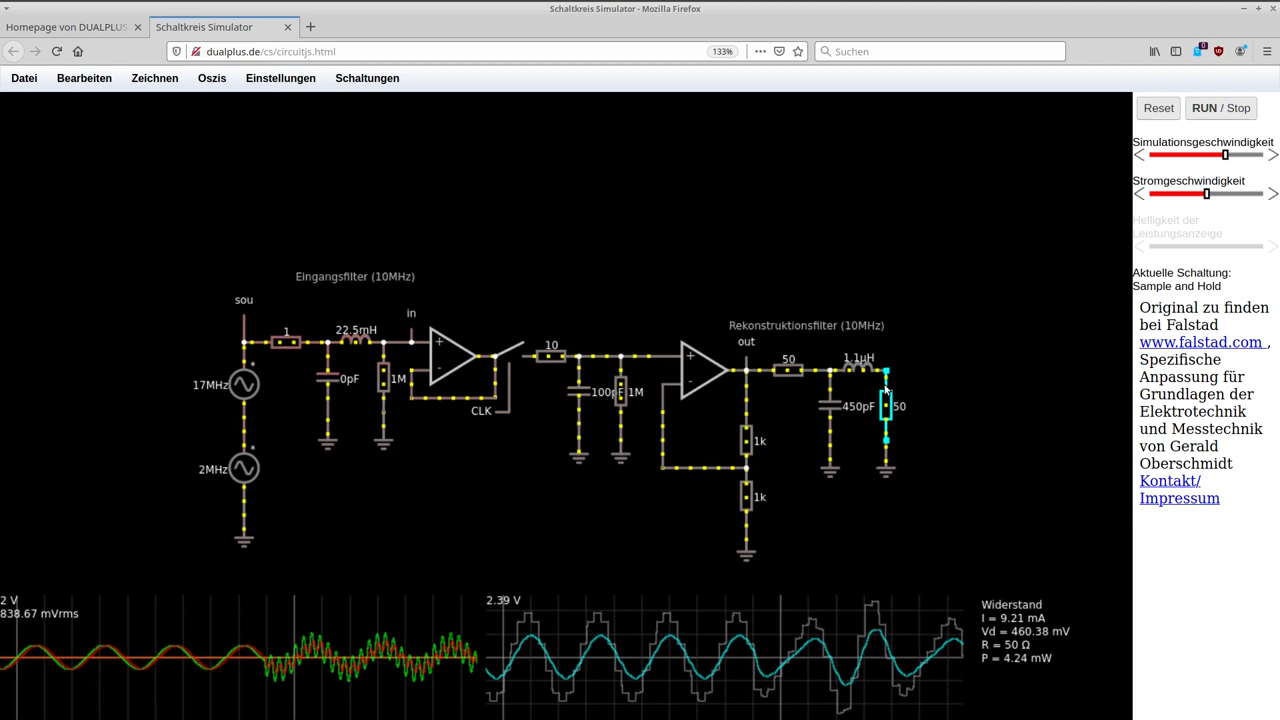 Schaltkreis Simulator - Mozilla Firefox
Homepage von DUALPLUS
Schaltkreis Simulator
dualplus.de/cs/circuitjs.html
133%
Suchen
Datei Bearbeiten Zeichnen Oszis Einstellungen Schaltungen
Reset RUN / Stop
Simulationsgeschwindigkeit
Stromgeschwindigkeit
Helligkeit der
Leistungsanzeige
Aktuelle Schaltung:
Sample and Hold
Original zu finden
bei Falstad
www.falstad.com ,
Spezifische
Anpassung für
Grundlagen der
Elektrotechnik
und Messtechnik
von Gerald
Oberschmidt
Kontakt/
Impressum
Eingangsfilter (10MHz)
sou
in
1
22.5mH
17MHz
0pF
1M
+
-
CLK
2MHz
10
100pF
1M
Rekonstruktionsfilter (10MHz)
out
+
-
50
1.1µH
450pF
50
1k
1k
2 V
838.67 mVrms
2.39 V
Widerstand
I = 9.21 mA
Vd = 460.38 mV
R = 50 Ω
P = 4.24 mW